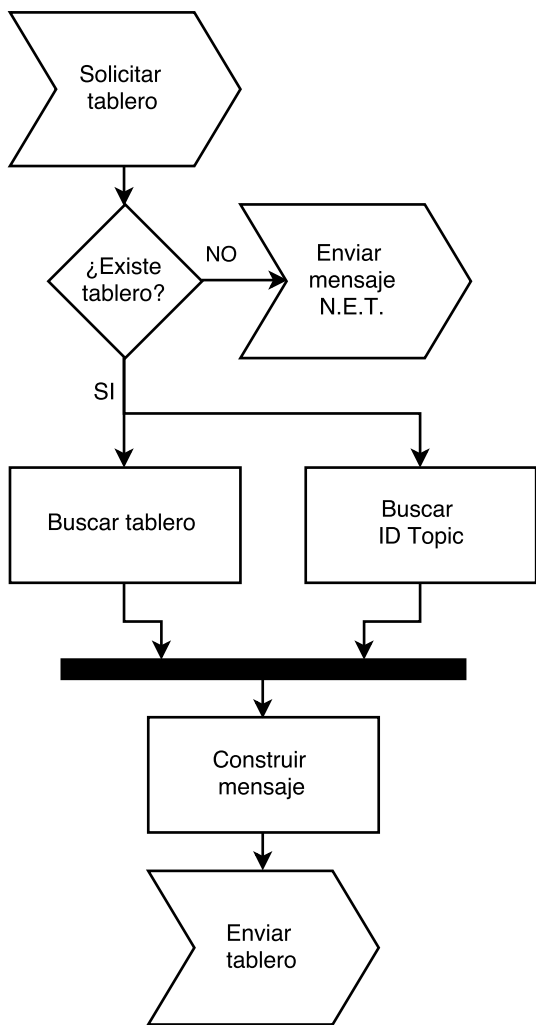 Solicitar
tablero
¿Existe
tablero?
NO
Enviar
mensaje
N.E.T.
SI
Buscar tablero
Buscar
ID Topic
Construir
mensaje
Enviar
tablero